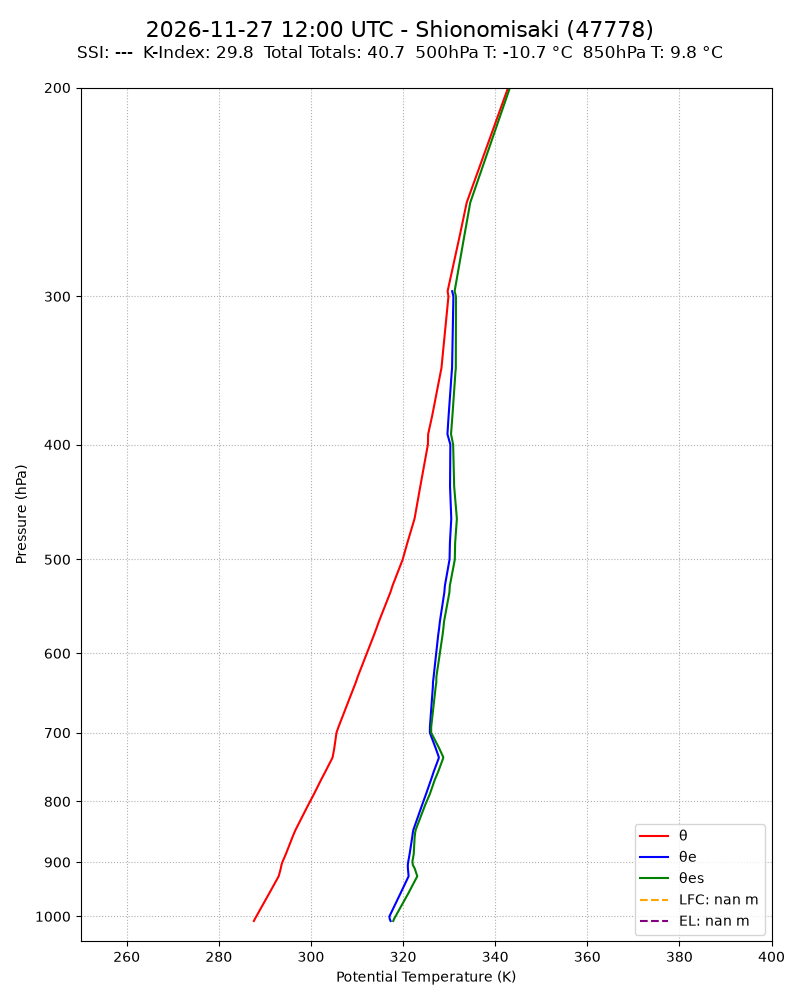 2026-11-27 12:00 UTC - Shionomisaki (47778)
SSI: --- K-Index: 29.8 Total Totals: 40.7 500hPa T: -10.7 °C 850hPa T: 9.8 °C
200
300
400
500
600
700
800
900
1000
Pressure (hPa)
θ
θe
θes
LFC: nan m
EL: nan m
260 280 300 320 340 360 380 400
Potential Temperature (K)